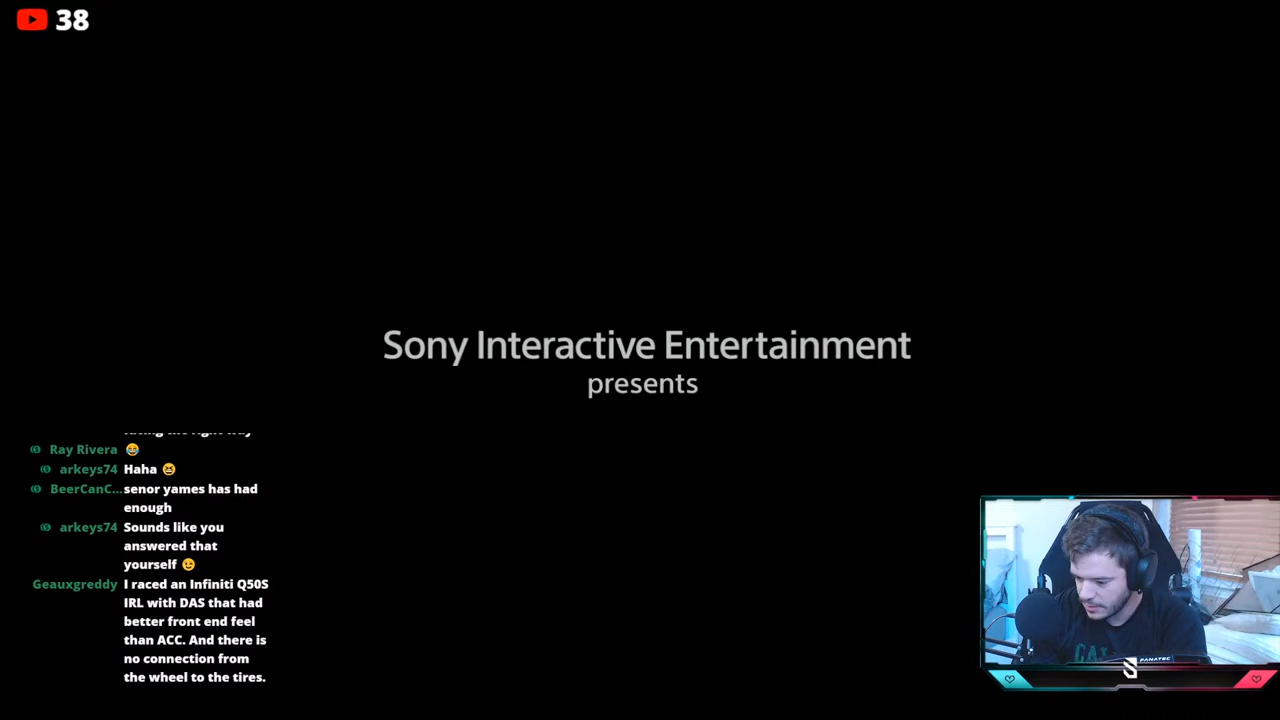 38
Sony Interactive Entertainment
presents
Ray Rivera 😂
arkeys74 Haha 😆
BeerCanC... senor yames has had
enough
arkeys74 Sounds like you
answered that
yourself 😉
Geauxgreddy I raced an Infiniti Q50S
IRL with DAS that had
better front end feel
than ACC. And there is
no connection from
the wheel to the tires.
FANATEC
S